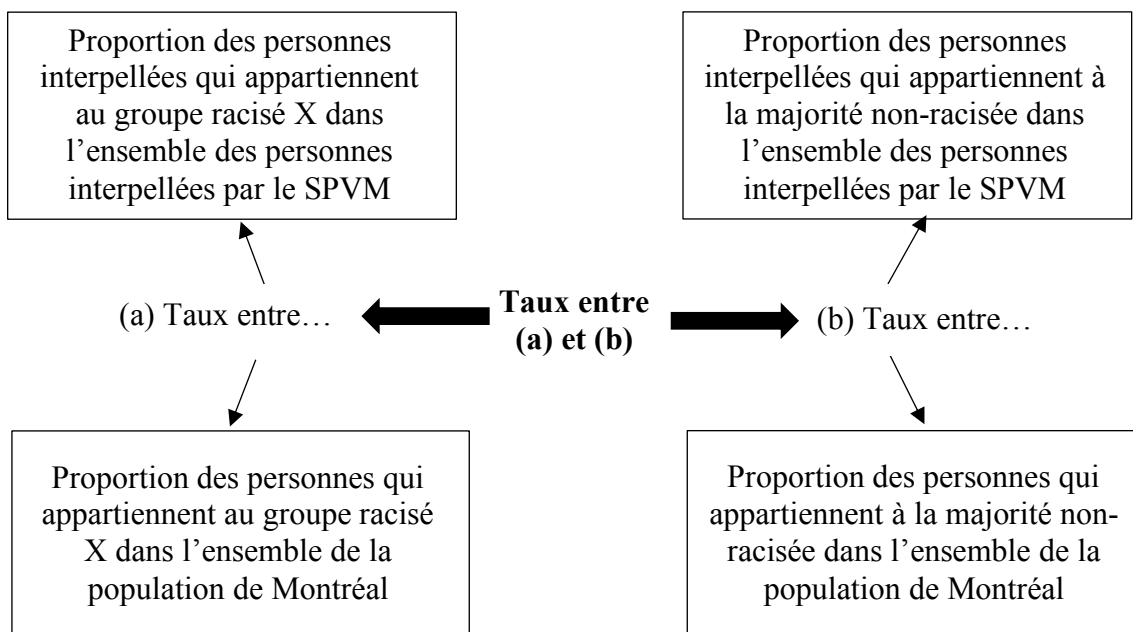 Proportion des personnes
interpellées qui appartiennent
au groupe racisé X dans
l’ensemble des personnes
interpellées par le SPVM
Proportion des personnes
interpellées qui appartiennent à
la majorité non-racisée dans
l’ensemble des personnes
interpellées par le SPVM
(a) Taux entre…
Taux entre
(a) et (b)
(b) Taux entre…
Proportion des personnes qui
appartiennent au groupe racisé
X dans l’ensemble de la
population de Montréal
Proportion des personnes qui
appartiennent à la majorité non-
racisée dans l’ensemble de la
population de Montréal